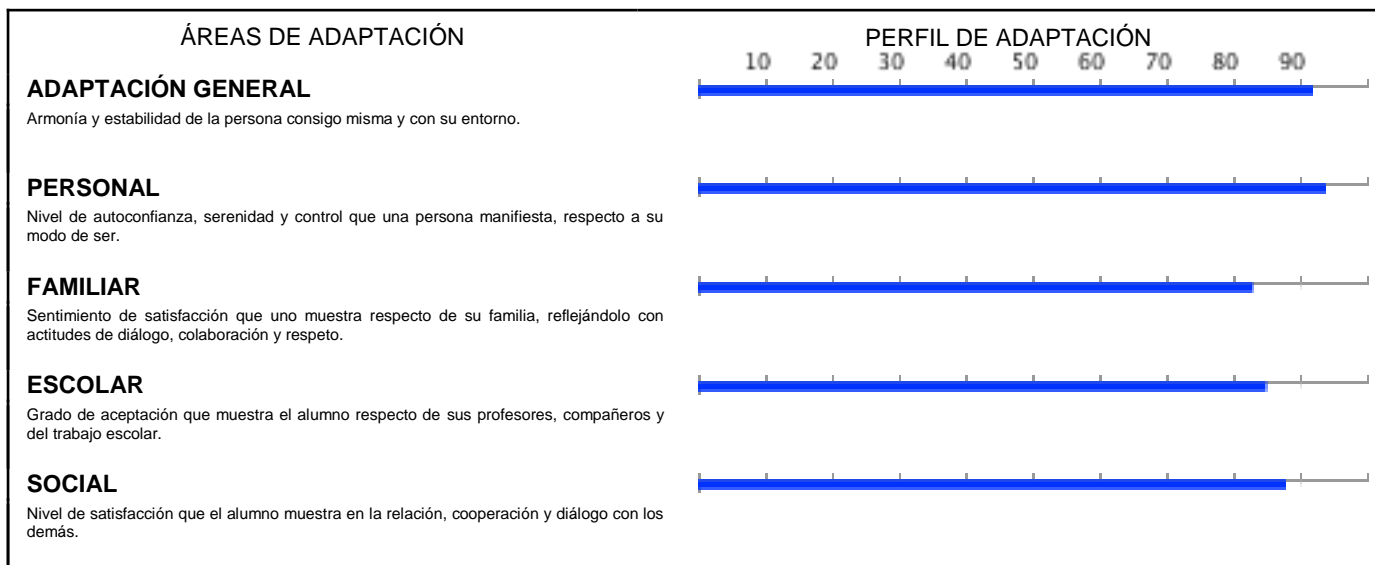 ÁREAS DE ADAPTACIÓN
PERFIL DE ADAPTACIÓN
10 20 30 40 50 60 70 80 90
ADAPTACIÓN GENERAL
Armonía y estabilidad de la persona consigo misma y con su entorno.
PERSONAL
Nivel de autoconfianza, serenidad y control que una persona manifiesta, respecto a su
modo de ser.
FAMILIAR
Sentimiento de satisfacción que uno muestra respecto de su familia, reflejándolo con
actitudes de diálogo, colaboración y respeto.
ESCOLAR
Grado de aceptación que muestra el alumno respecto de sus profesores, compañeros y
del trabajo escolar.
SOCIAL
Nivel de satisfacción que el alumno muestra en la relación, cooperación y diálogo con los
demás.